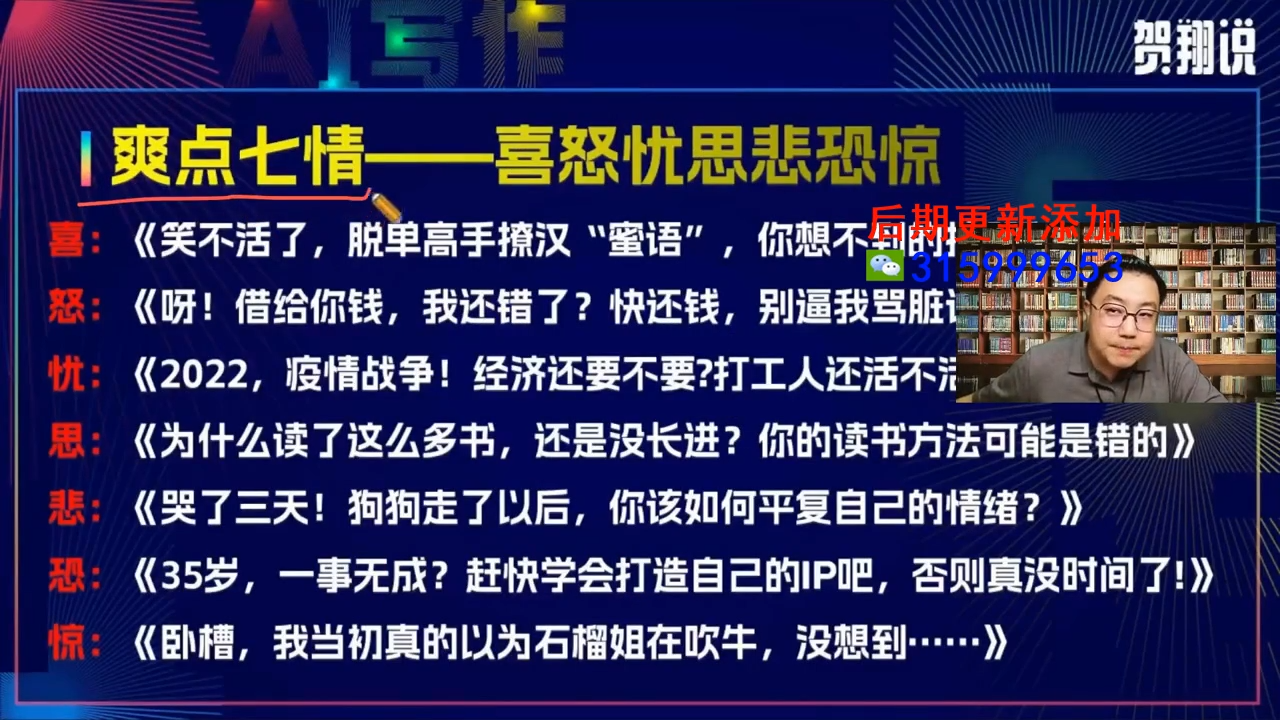 AI写作
贺翔说
爽点七情——喜怒忧思悲恐惊
后期更新添加
315999653
喜：《笑不活了，脱单高手撩汉“蜜语”，你想不到的
怒：《呀！借给你钱，我还错了？快还钱，别逼我骂脏
忧：《2022，疫情战争！经济还要不要?打工人还活不活
思：《为什么读了这么多书，还是没长进？你的读书方法可能是错的》
悲：《哭了三天！狗狗走了以后，你该如何平复自己的情绪？》
恐：《35岁，一事无成？赶快学会打造自己的IP吧，否则真没时间了!》
惊：《卧槽，我当初真的以为石榴姐在吹牛，没想到……》